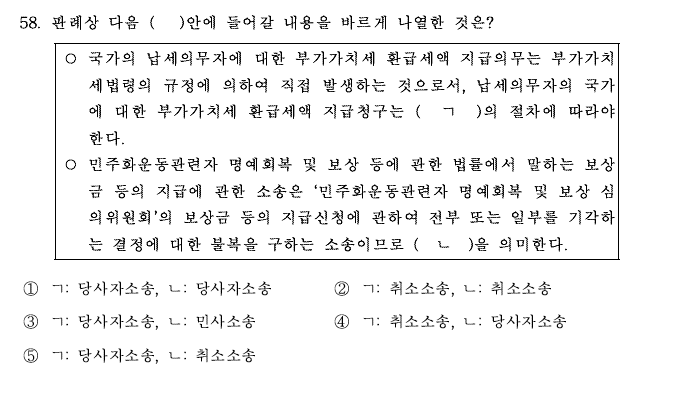 58. 판례상 다음 (   )안에 들어갈 내용을 바르게 나열한 것은?
○ 국가의 납세의무자에 대한 부가가치세 환급세액 지급의무는 부가가치
세법령의 규정에 의하여 직접 발생하는 것으로서, 납세의무자의 국가
에 대한 부가가치세 환급세액 지급청구는 (  ㄱ  )의 절차에 따라야
한다.
○ 민주화운동관련자 명예회복 및 보상 등에 관한 법률에서 말하는 보상
금 등의 지급에 관한 소송은 '민주화운동관련자 명예회복 및 보상 심
의위원회'의 보상금 등의 지급신청에 관하여 전부 또는 일부를 기각하
는 결정에 대한 불복을 구하는 소송이므로 (  ㄴ  )을 의미한다.
① ㄱ: 당사자소송, ㄴ: 당사자소송 ② ㄱ: 취소소송, ㄴ: 취소소송
③ ㄱ: 당사자소송, ㄴ: 민사소송 ④ ㄱ: 취소소송, ㄴ: 당사자소송
⑤ ㄱ: 당사자소송, ㄴ: 취소소송